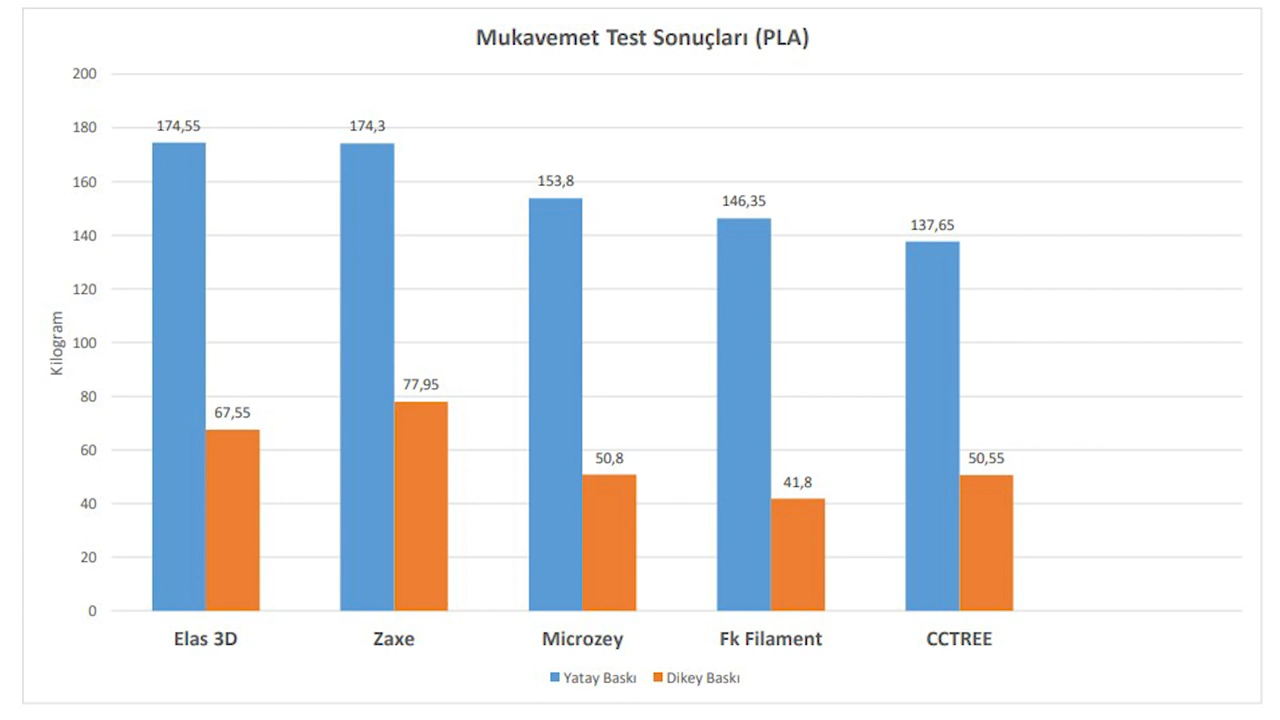 Mukavemet Test Sonuçları (PLA)
Kilogram
200
180
160
140
120
100
80
60
40
20
0
174,55
67,55
174,3
77,95
153,8
50,8
146,35
41,8
137,65
50,55
Elas 3D
Zaxe
Microzey
Fk Filament
CCTREE
Yatay Baskı
Dikey Baskı